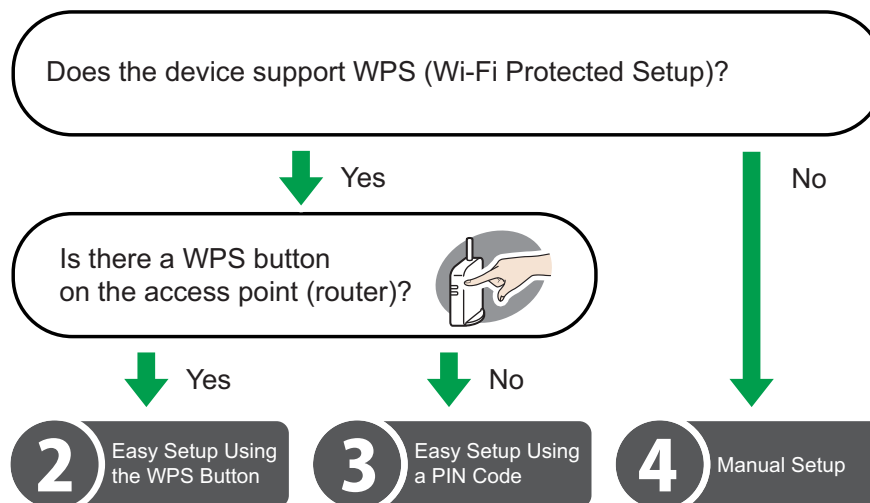 Does the device support WPS (Wi-Fi Protected Setup)?
Yes
No
Is there a WPS button
on the access point (router)?
Yes
No
2
Easy Setup Using
the WPS Button
3
Easy Setup Using
a PIN Code
4
Manual Setup